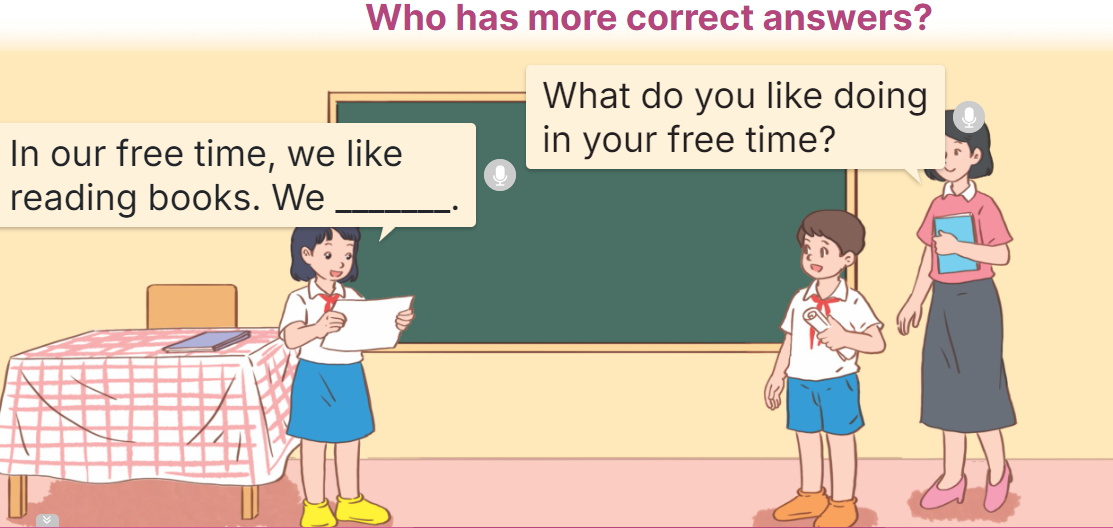 Who has more correct answers?
What do you like doing
in your free time?
In our free time, we like
reading books. We _______.